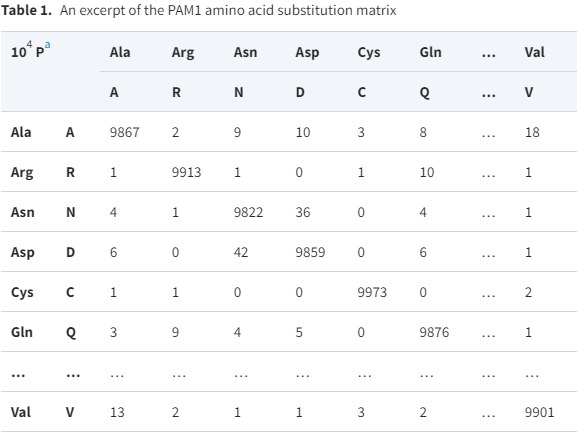 Table 1. An excerpt of the PAM1 amino acid substitution matrix
10⁴ Pᵃ Ala Arg Asn Asp Cys Gln ... Val
A R N D C Q ... V
Ala A 9867 2 9 10 3 8 ... 18
Arg R 1 9913 1 0 1 10 ... 1
Asn N 4 1 9822 36 0 4 ... 1
Asp D 6 0 42 9859 0 6 ... 1
Cys C 1 1 0 0 9973 0 ... 2
Gln Q 3 9 4 5 0 9876 ... 1
... ... ... ... ... ... ... ... ... ...
Val V 13 2 1 1 3 2 ... 9901